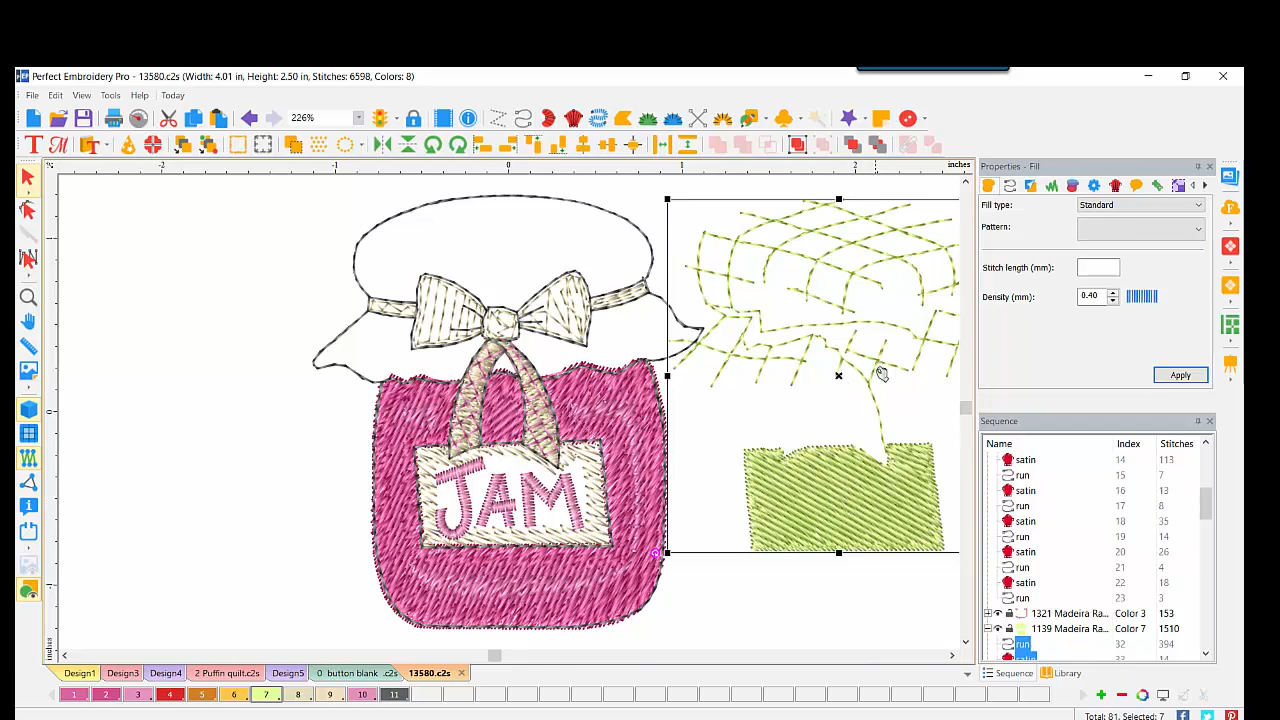 Perfect Embroidery Pro - 13580.c2s (Width: 4.01 in, Height: 2.50 in, Stitches: 6598, Colors: 8)
File Edit View Tools Help Today
226%
T M
% -2 -1 0 1 2 inches
Properties - Fill
Fill type: Standard
Pattern:
Stitch length (mm):
Density (mm): 0.40
Apply
JAM
Sequence
Name Index Stitches
satin 14 113
run 15 7
satin 16 13
run 17 8
satin 18 35
run 19 14
satin 20 26
run 21 4
satin 22 18
run 23 3
1321 Madeira Ra... Color 3 153
1139 Madeira Ra... Color 7 1510
run 32 394
inches
Design1 Design3 Design4 2 Puffin quilt.c2s Design5 0 button blank .c2s 13580.c2s
Sequence Library
1 2 3 4 5 6 7 8 9 10 11
Total: 81, Selected: 7